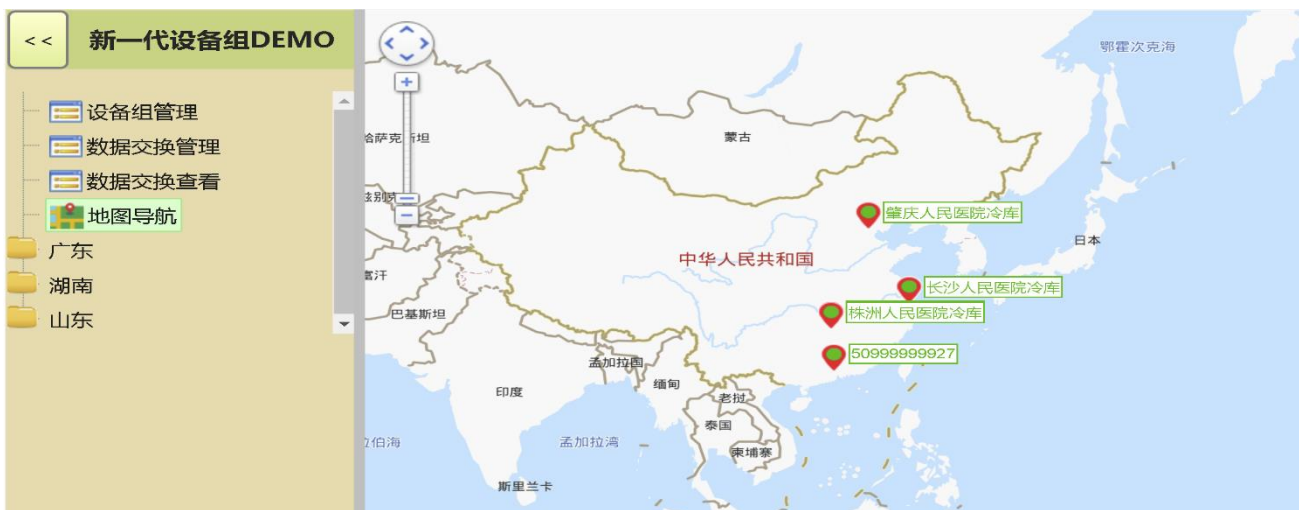 << 新一代设备组DEMO
设备组管理
数据交换管理
数据交换查看
地图导航
广东
湖南
山东
鄂霍次克海
蒙古
哈萨克斯坦
肇庆人民医院冷库
日本
中华人民共和国
长沙人民医院冷库
巴基斯坦
株洲人民医院冷库
50999999927
孟加拉国
缅甸
印度
老挝
泰国
孟加拉湾
柬埔寨
斯里兰卡